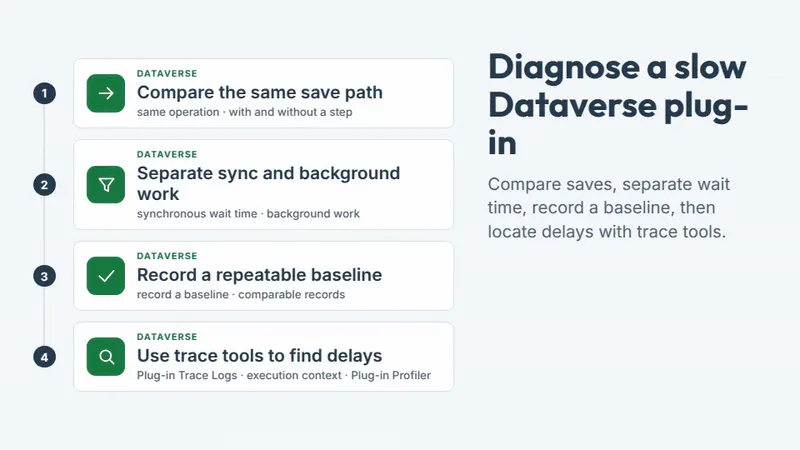 1
DATAVERSE
Compare the same save path
same operation · with and without a step
2
DATAVERSE
Separate sync and background
work
synchronous wait time · background work
3
DATAVERSE
Record a repeatable baseline
record a baseline · comparable records
4
DATAVERSE
Use trace tools to find delays
Plug-in Trace Logs · execution context · Plug-in Profiler
Diagnose a slow
Dataverse plug-
in
Compare saves, separate wait
time, record a baseline, then
locate delays with trace tools.